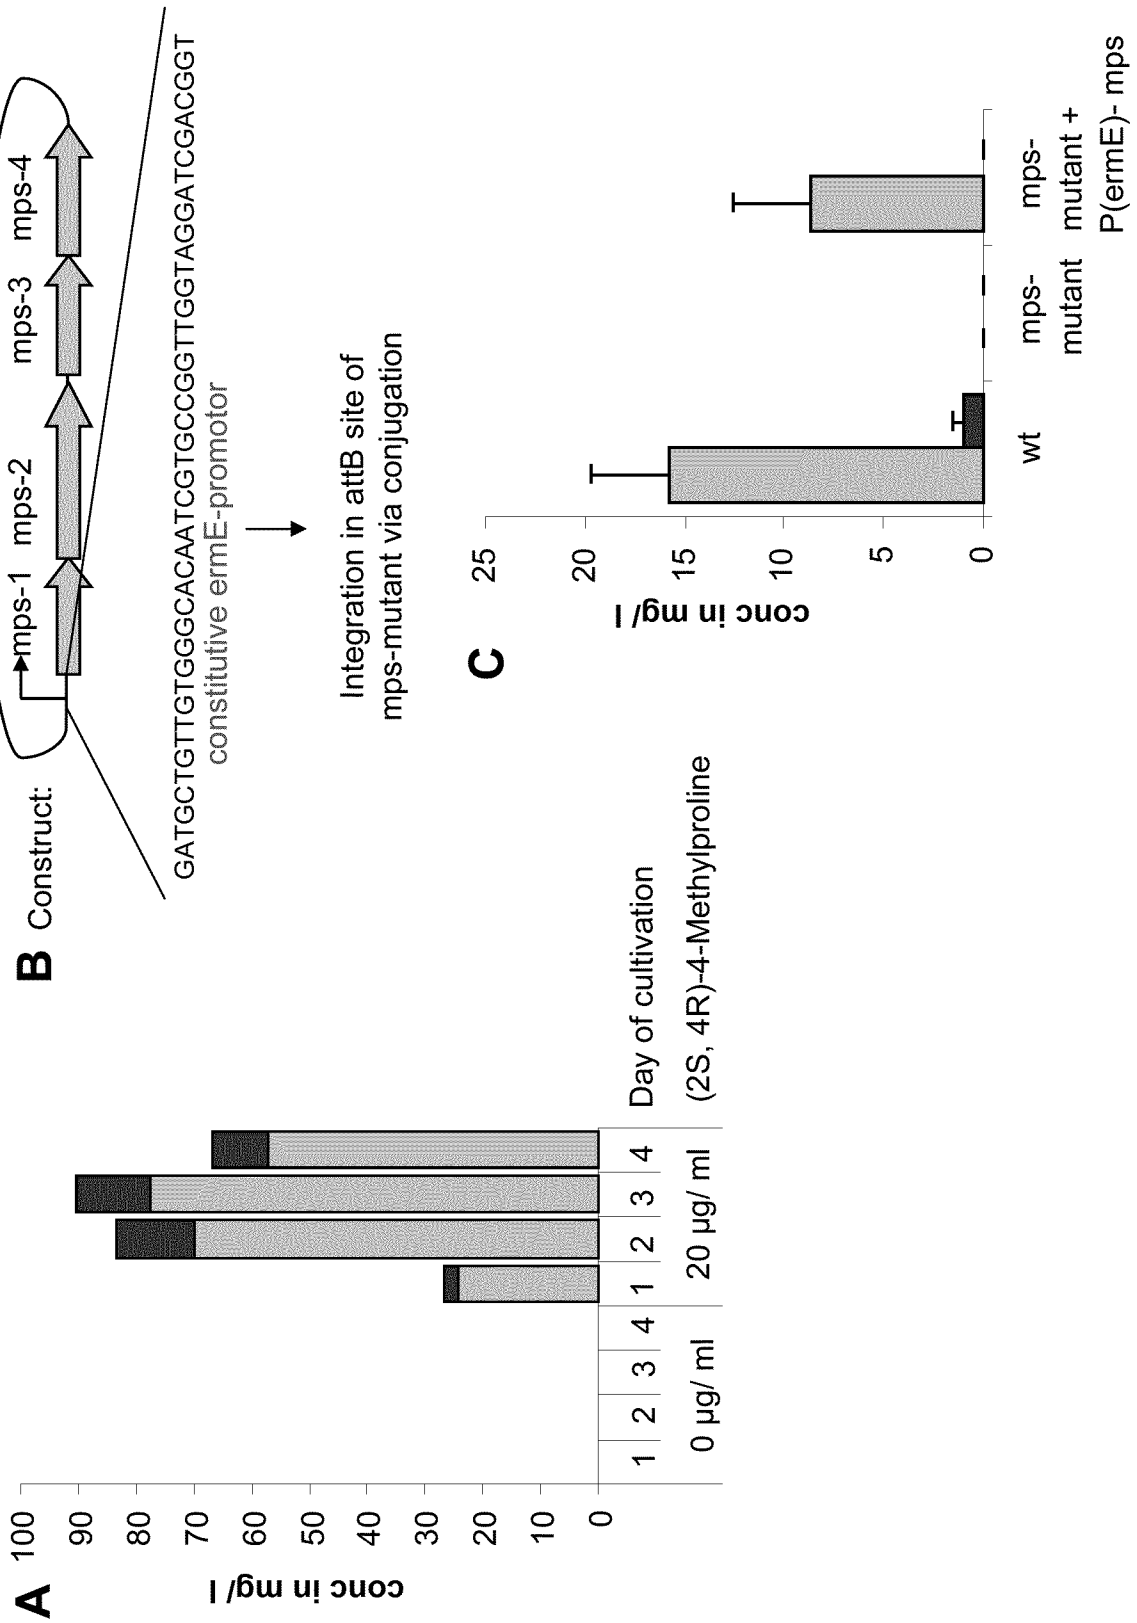 A
conc in mg/ l
100
90
80
70
60
50
40
30
20
10
0
1 2 3 4 1 2 3 4 Day of cultivation
0 µg/ ml 20 µg/ ml (2S, 4R)-4-Methylproline
B Construct:
mps-1 mps-2 mps-3 mps-4
GATGCTGTTGTGGGCACAATCGTGCCGGTTGGTAGGATCGACGGT
constitutive ermE-promotor
Integration in attB site of
mps-mutant via conjugation
C
conc in mg/ l
25
20
15
10
5
0
wt mps- mps-
mutant mutant +
P(ermE)- mps